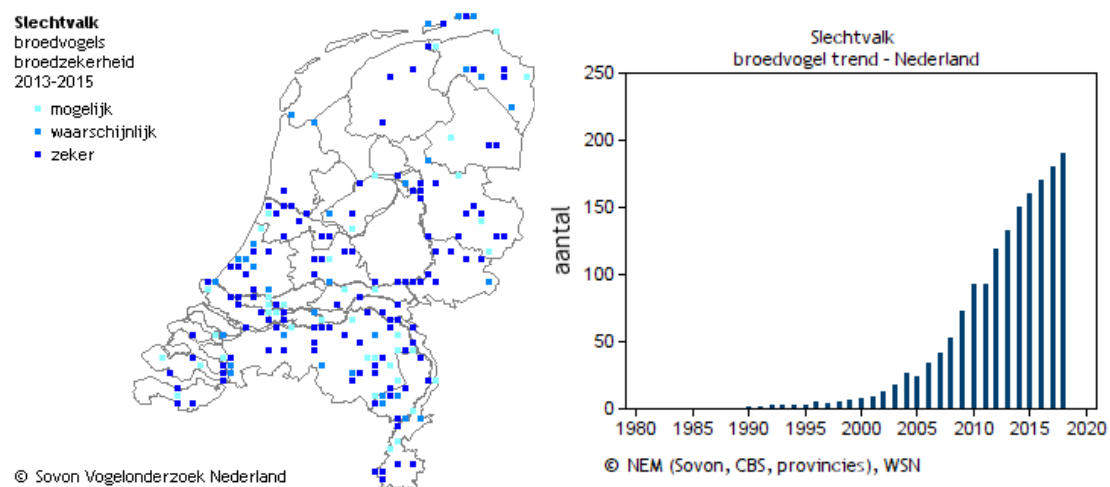 Slechtvalk
broedvogels
broedzekerheid
2013-2015
mogelijk
waarschijnlijk
zeker
© Sovon Vogelonderzoek Nederland
Slechtvalk
broedvogel trend - Nederland
250
200
150
100
50
0
aantal
1980 1985 1990 1995 2000 2005 2010 2015 2020
© NEM (Sovon, CBS, provincies), WSN